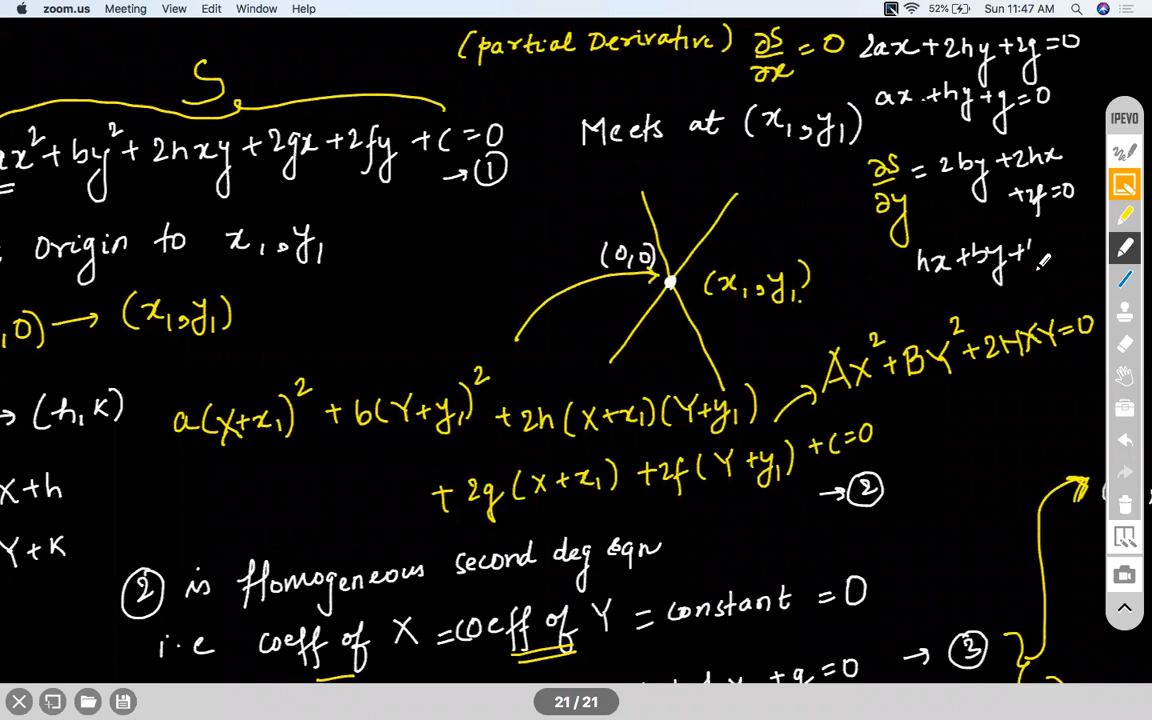 zoom.us Meeting View Edit Window Help 52% Sun 11:47 AM
(partial Derivative) ∂S/∂x = 0 2ax + 2hy + 2g = 0
S
ax + hy + g = 0
ax² + by² + 2hxy + 2gx + 2fy + c = 0
→ ①
Meets at (x₁, y₁)
∂S/∂y = 2by + 2hx
+ 2f = 0
origin to x₁, y₁
(0,0)
(x₁, y₁)
hx + by +
,0) → (x₁, y₁)
AX² + BY² + 2HXY = 0
→ (h, k)
a(X+x₁)² + b(Y+y₁)² + 2h(X+x₁)(Y+y₁)
+ 2g(X+x₁) + 2f(Y+y₁) + c = 0
→ ②
X + h
Y + K
② is Homogeneous second deg eqn
i.e coeff of X = coeff of Y = constant = 0
+ g = 0 → ③
IPEVO
21 / 21